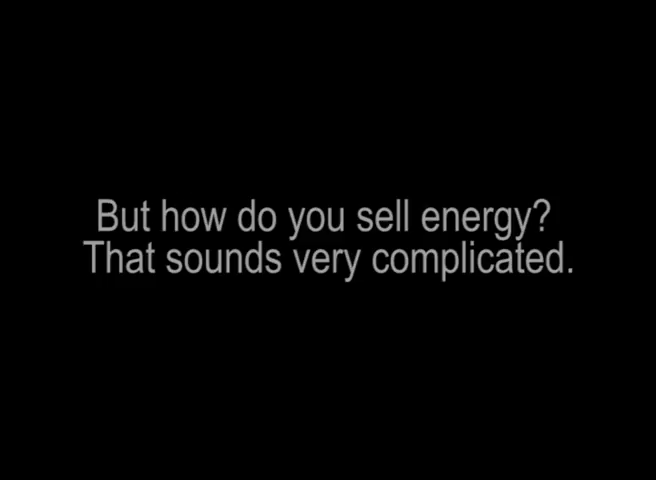 But how do you sell energy?
That sounds very complicated.